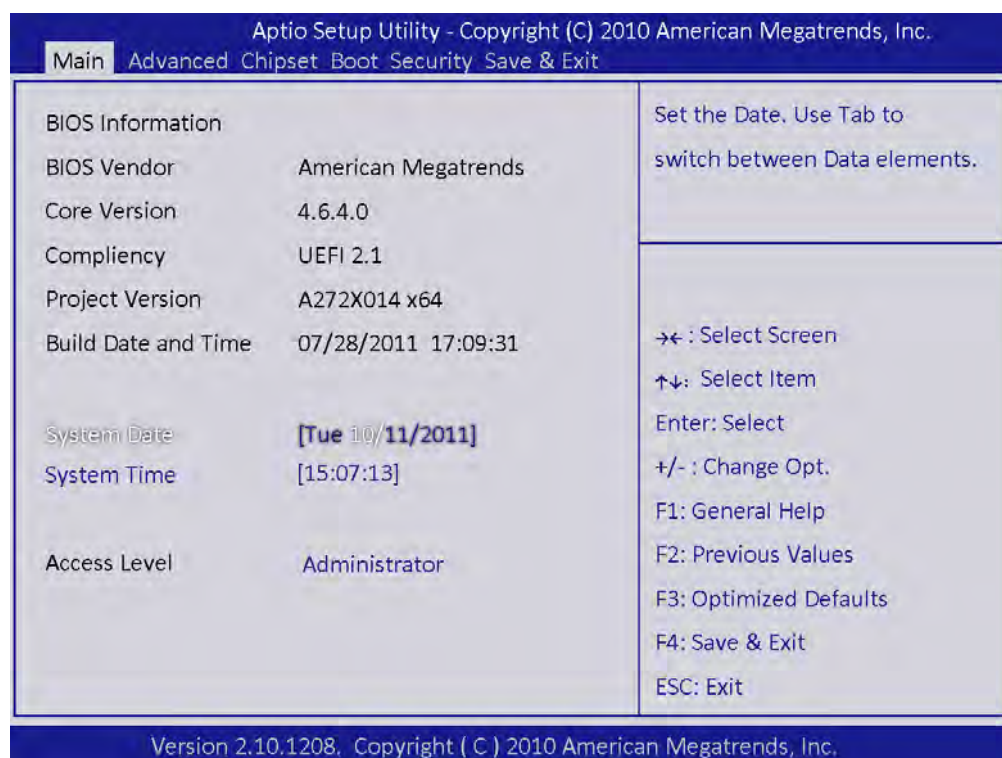 Aptio Setup Utility - Copyright (C) 2010 American Megatrends, Inc.
Main Advanced Chipset Boot Security Save & Exit
BIOS Information
BIOS Vendor American Megatrends
Core Version 4.6.4.0
Compliency UEFI 2.1
Project Version A272X014 x64
Build Date and Time 07/28/2011 17:09:31
System Date [Tue 10/11/2011]
System Time [15:07:13]
Access Level Administrator
Set the Date. Use Tab to
switch between Data elements.
→←: Select Screen
↑↓: Select Item
Enter: Select
+/- : Change Opt.
F1: General Help
F2: Previous Values
F3: Optimized Defaults
F4: Save & Exit
ESC: Exit
Version 2.10.1208. Copyright ( C ) 2010 American Megatrends, Inc.